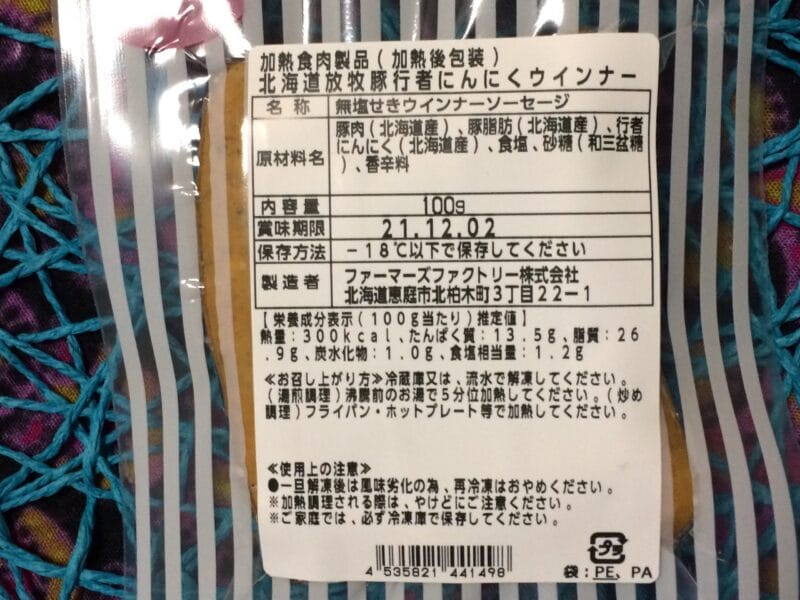 加熱食肉製品(加熱後包装)
北海道放牧豚行者にんにくウインナー
名称 無塩せきウインナーソーセージ
原材料名 豚肉(北海道産)、豚脂肪(北海道産)、行者
にんにく(北海道産)、食塩、砂糖(和三盆糖
)、香辛料
内容量 100g
賞味期限 21.12.02
保存方法 −18℃以下で保存してください
製造者 ファーマーズファクトリー株式会社
北海道恵庭市北柏木町3丁目22−1
【栄養成分表示(100g当たり)推定値】
熱量:300kcal、たんぱく質:13.5g、脂質:26
.9g、炭水化物:1.0g、食塩相当量:1.2g
≪お召し上がり方≫冷蔵庫又は、流水で解凍してください。
(湯煎調理)沸騰前のお湯で5分位加熱してください。(炒め
調理)フライパン・ホットプレート等で加熱してください。
≪使用上の注意≫
●一旦解凍後は風味劣化の為、再冷凍はおやめください。
※加熱調理される際は、やけどにご注意ください。
※ご家庭では、必ず冷凍庫で保存してください。
プラ
4 535821 441498
袋:PE、PA